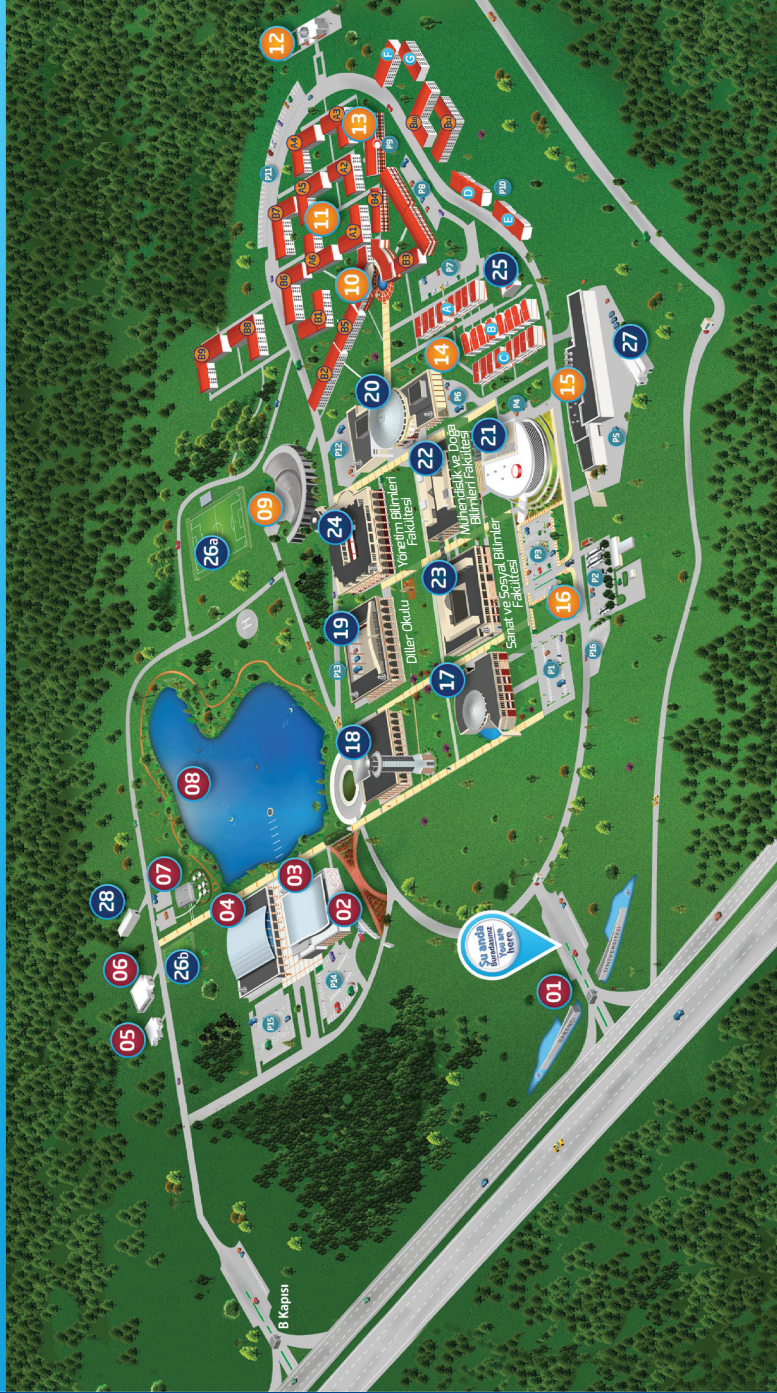 28
05
06
26b
07
08
26a
B9
B8
04
03
H
09
12
P15
02
P11
B6
B7
A4
B1
A5
A3
B2
A6
11
13
B5
A1
A2
10
B4
P9
B3
F
G
P14
18
P13
19
24
P12
20
Diller Okulu
Yönetim Bilimleri
Fakültesi
17
23
22
14
P7
P8
BIII
Mühendislik ve Doğa
Bilimleri Fakültesi
Sanat ve Sosyal Bilimler
Fakültesi
P6
A
B
C
25
21
P4
D
E
P10
P1
P3
P2
P16
16
15
P5
27
B Kapısı
Şu anda
Buradasınız
You are
here
01